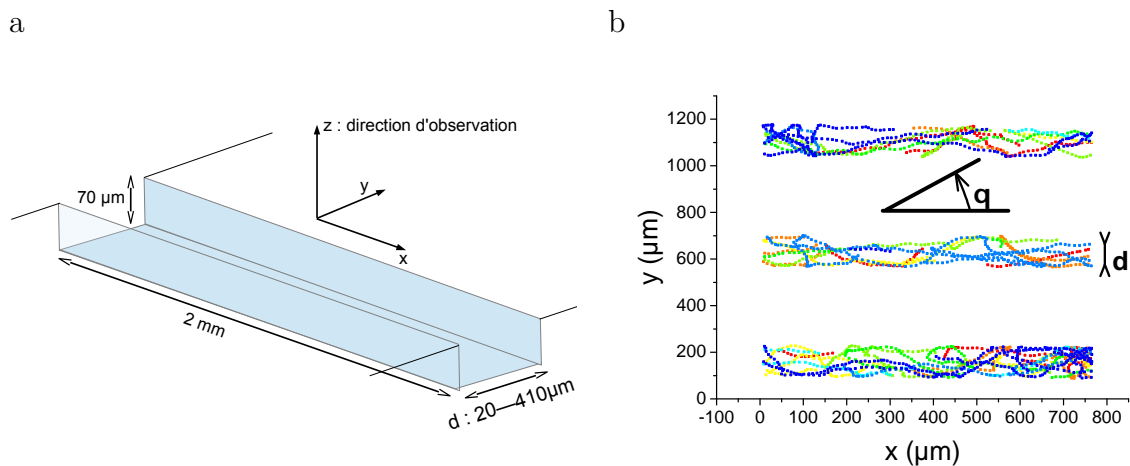 a
z : direction d'observation
y
x
70 µm
2 mm
d : 20—410µm
b
y (µm)
1200
1000
800
600
400
200
0
q
d
-100 0 100 200 300 400 500 600 700 800
x (µm)